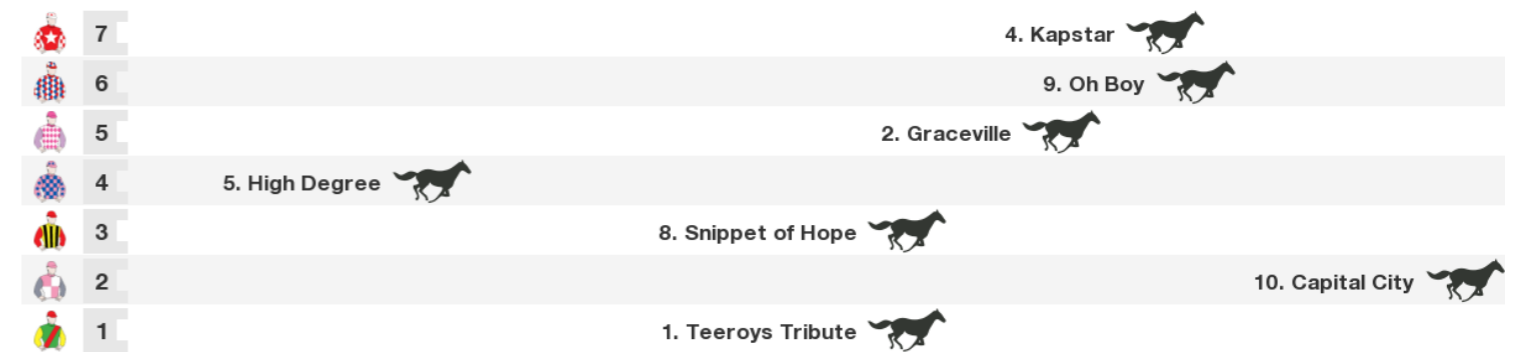 7 4. Kapstar
6 9. Oh Boy
5 2. Graceville
4 5. High Degree
3 8. Snippet of Hope
2 10. Capital City
1 1. Teeroys Tribute